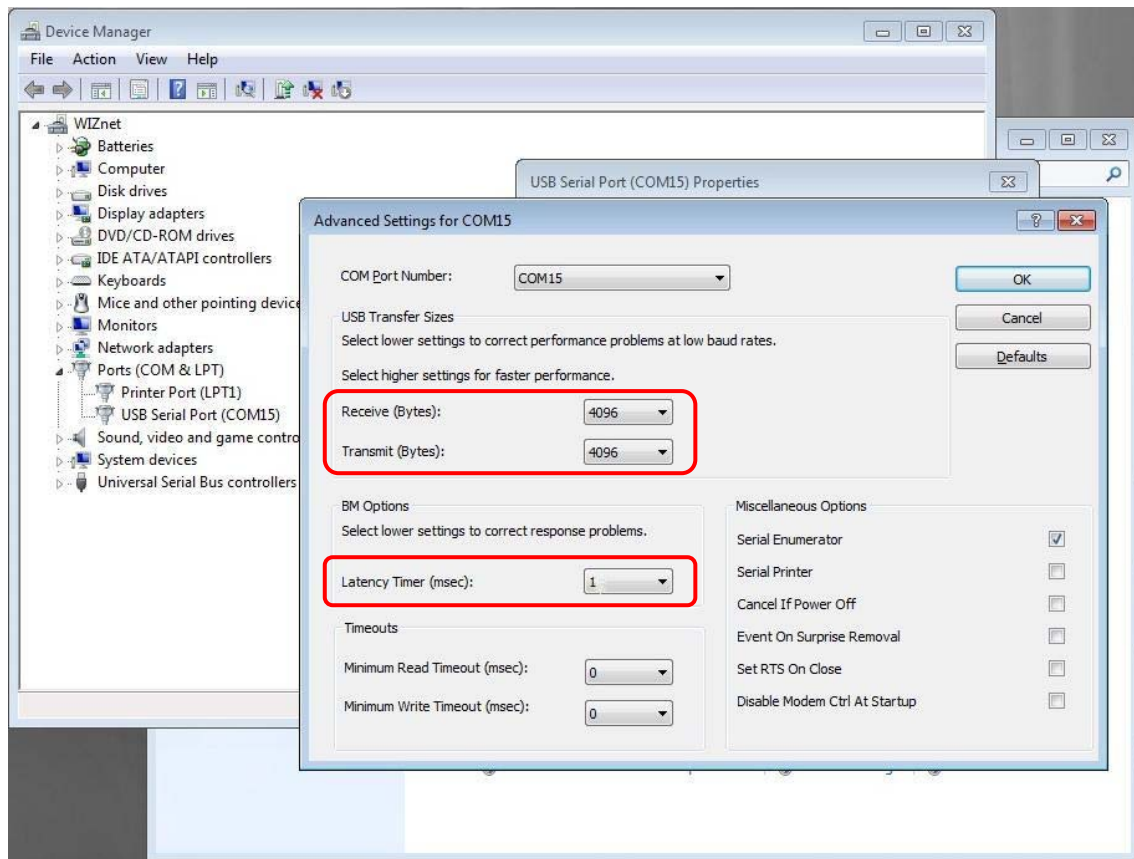 Device Manager
File Action View Help
WIZnet
Batteries
Computer
Disk drives
Display adapters
DVD/CD-ROM drives
IDE ATA/ATAPI controllers
Keyboards
Mice and other pointing device
Monitors
Network adapters
Ports (COM & LPT)
Printer Port (LPT1)
USB Serial Port (COM15)
Sound, video and game contro
System devices
Universal Serial Bus controllers
USB Serial Port (COM15) Properties
Advanced Settings for COM15
COM Port Number: COM15
OK
Cancel
Defaults
USB Transfer Sizes
Select lower settings to correct performance problems at low baud rates.
Select higher settings for faster performance.
Receive (Bytes): 4096
Transmit (Bytes): 4096
BM Options
Select lower settings to correct response problems.
Latency Timer (msec): 1
Timeouts
Minimum Read Timeout (msec): 0
Minimum Write Timeout (msec): 0
Miscellaneous Options
Serial Enumerator
Serial Printer
Cancel If Power Off
Event On Surprise Removal
Set RTS On Close
Disable Modem Ctrl At Startup